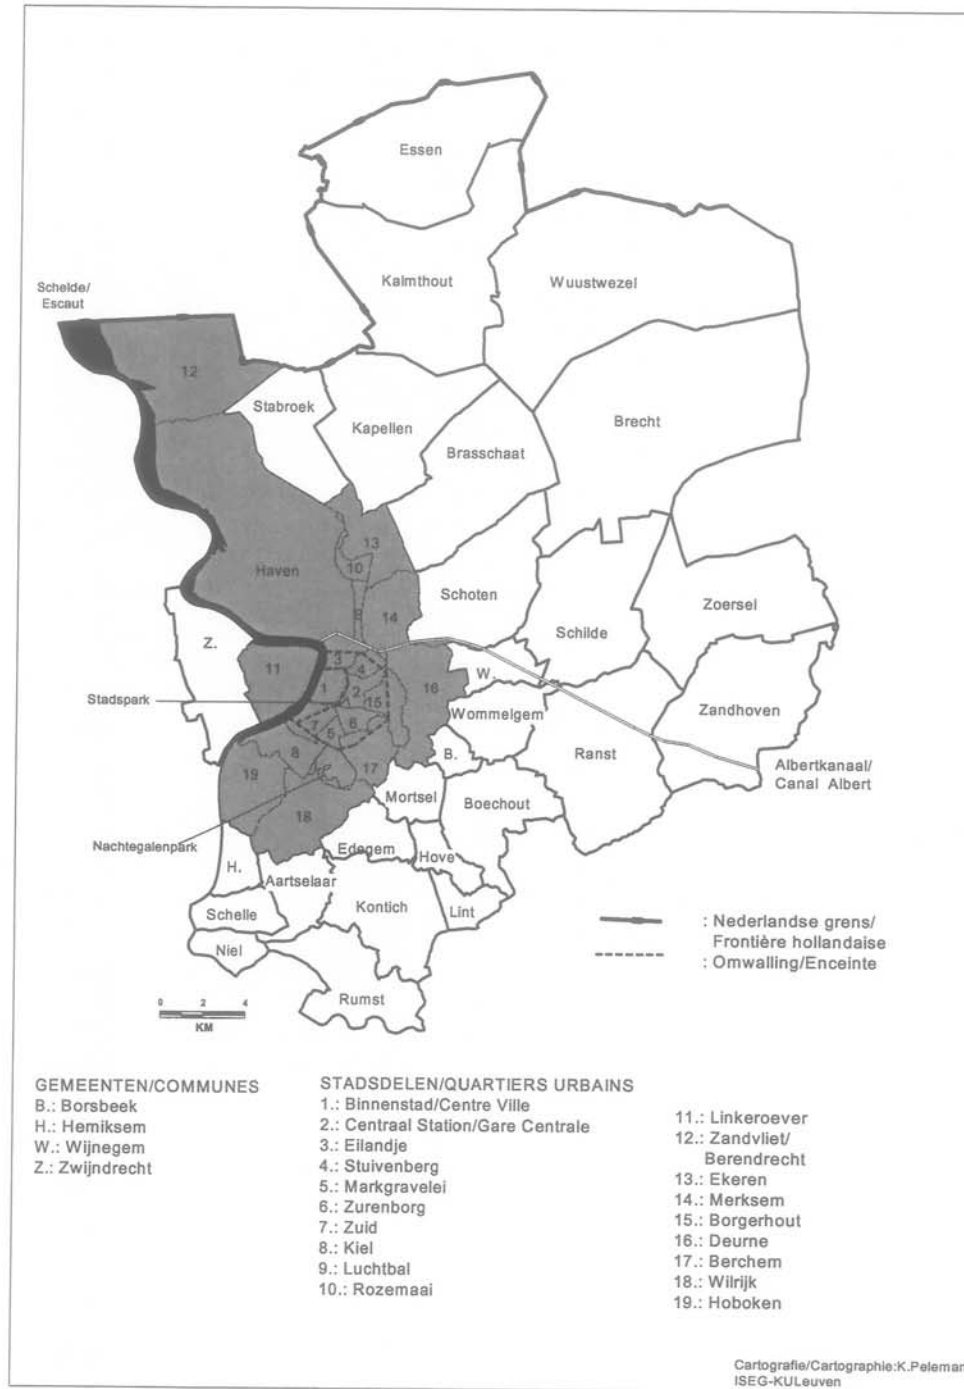 Essen
Kalmthout
Wuustwezel
Schelde/
Escaut
12
Stabroek
Kapellen
Brecht
Brasschaat
13
10
Haven
9
14
Schoten
Schilde
Zoersel
Z.
11
3
4
W.
16
Stadspark
1
2
15
Wommelgem
Zandhoven
7
5
6
B.
Ranst
8
17
19
Albertkanaal/
Canal Albert
Mortsel
Boechout
18
Nachtegalenpark
Edegem
Hove
H.
Aartselaar
Schelle
Kontich
Lint
Niel
Rumst
: Nederlandse grens/
Frontière hollandaise
: Omwalling/Enceinte
0 2 4
KM
GEMEENTEN/COMMUNES
B.: Borsbeek
H.: Hemiksem
W.: Wijnegem
Z.: Zwijndrecht
STADSDELEN/QUARTIERS URBAINS
1.: Binnenstad/Centre Ville
2.: Centraal Station/Gare Centrale
3.: Eilandje
4.: Stuivenberg
5.: Markgravelei
6.: Zurenborg
7.: Zuid
8.: Kiel
9.: Luchtbal
10.: Rozemaai
11.: Linkeroever
12.: Zandvliet/
Berendrecht
13.: Ekeren
14.: Merksem
15.: Borgerhout
16.: Deurne
17.: Berchem
18.: Wilrijk
19.: Hoboken
Cartografie/Cartographie:K.Peleman
ISEG-KULeuven